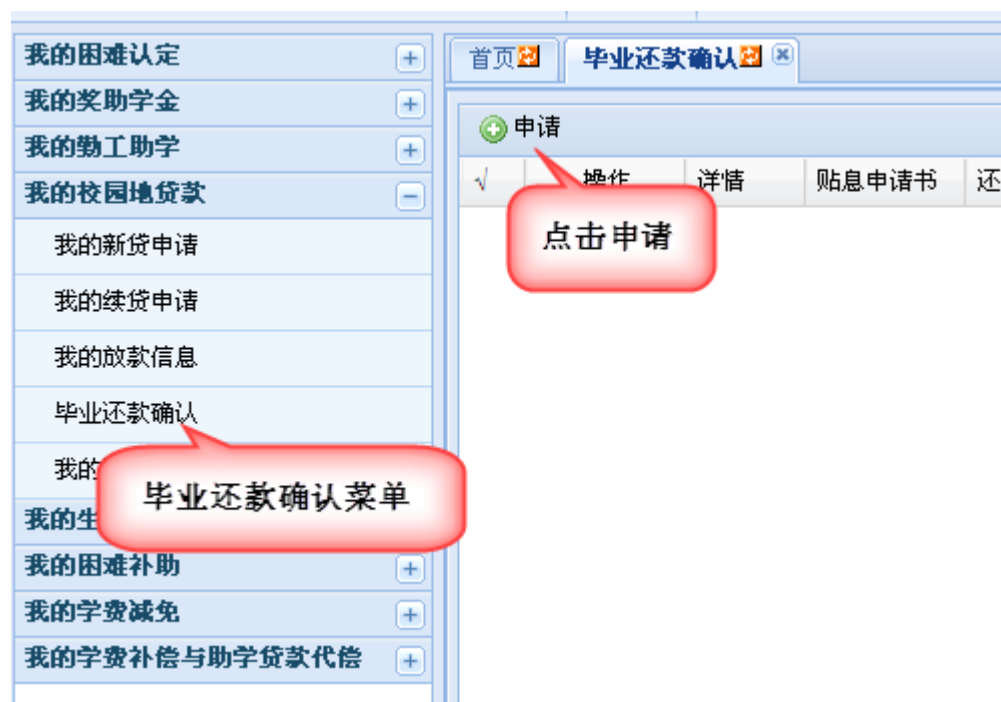 我的困难认定
我的奖助学金
我的勤工助学
我的校园地贷款
我的新贷申请
我的续贷申请
我的放款信息
毕业还款确认
我的
毕业还款确认菜单
我的生
我的困难补助
我的学费减免
我的学费补偿与助学贷款代偿
首页 毕业还款确认
申请
√ 操作 详情 贴息申请书 还
点击申请